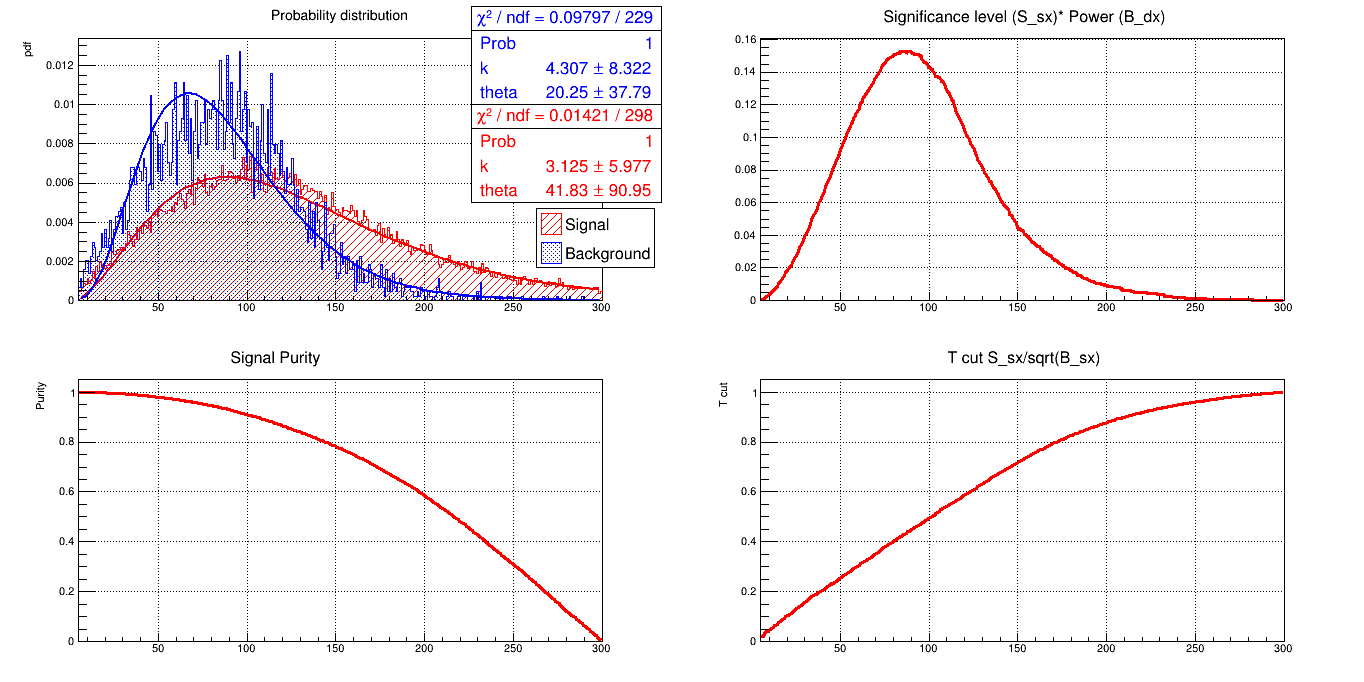 Probability distribution
pdf
χ² / ndf = 0.09797 / 229
Prob 1
k 4.307 ± 8.322
theta 20.25 ± 37.79
χ² / ndf = 0.01421 / 298
Prob 1
k 3.125 ± 5.977
theta 41.83 ± 90.95
Signal
Background
0.012
0.01
0.008
0.006
0.004
0.002
0
50 100 150 200 250 300
Significance level (S_sx)* Power (B_dx)
0.16
0.14
0.12
0.1
0.08
0.06
0.04
0.02
0
50 100 150 200 250 300
Signal Purity
Purity
1
0.8
0.6
0.4
0.2
0
50 100 150 200 250 300
T cut S_sx/sqrt(B_sx)
T cut
1
0.8
0.6
0.4
0.2
0
50 100 150 200 250 300